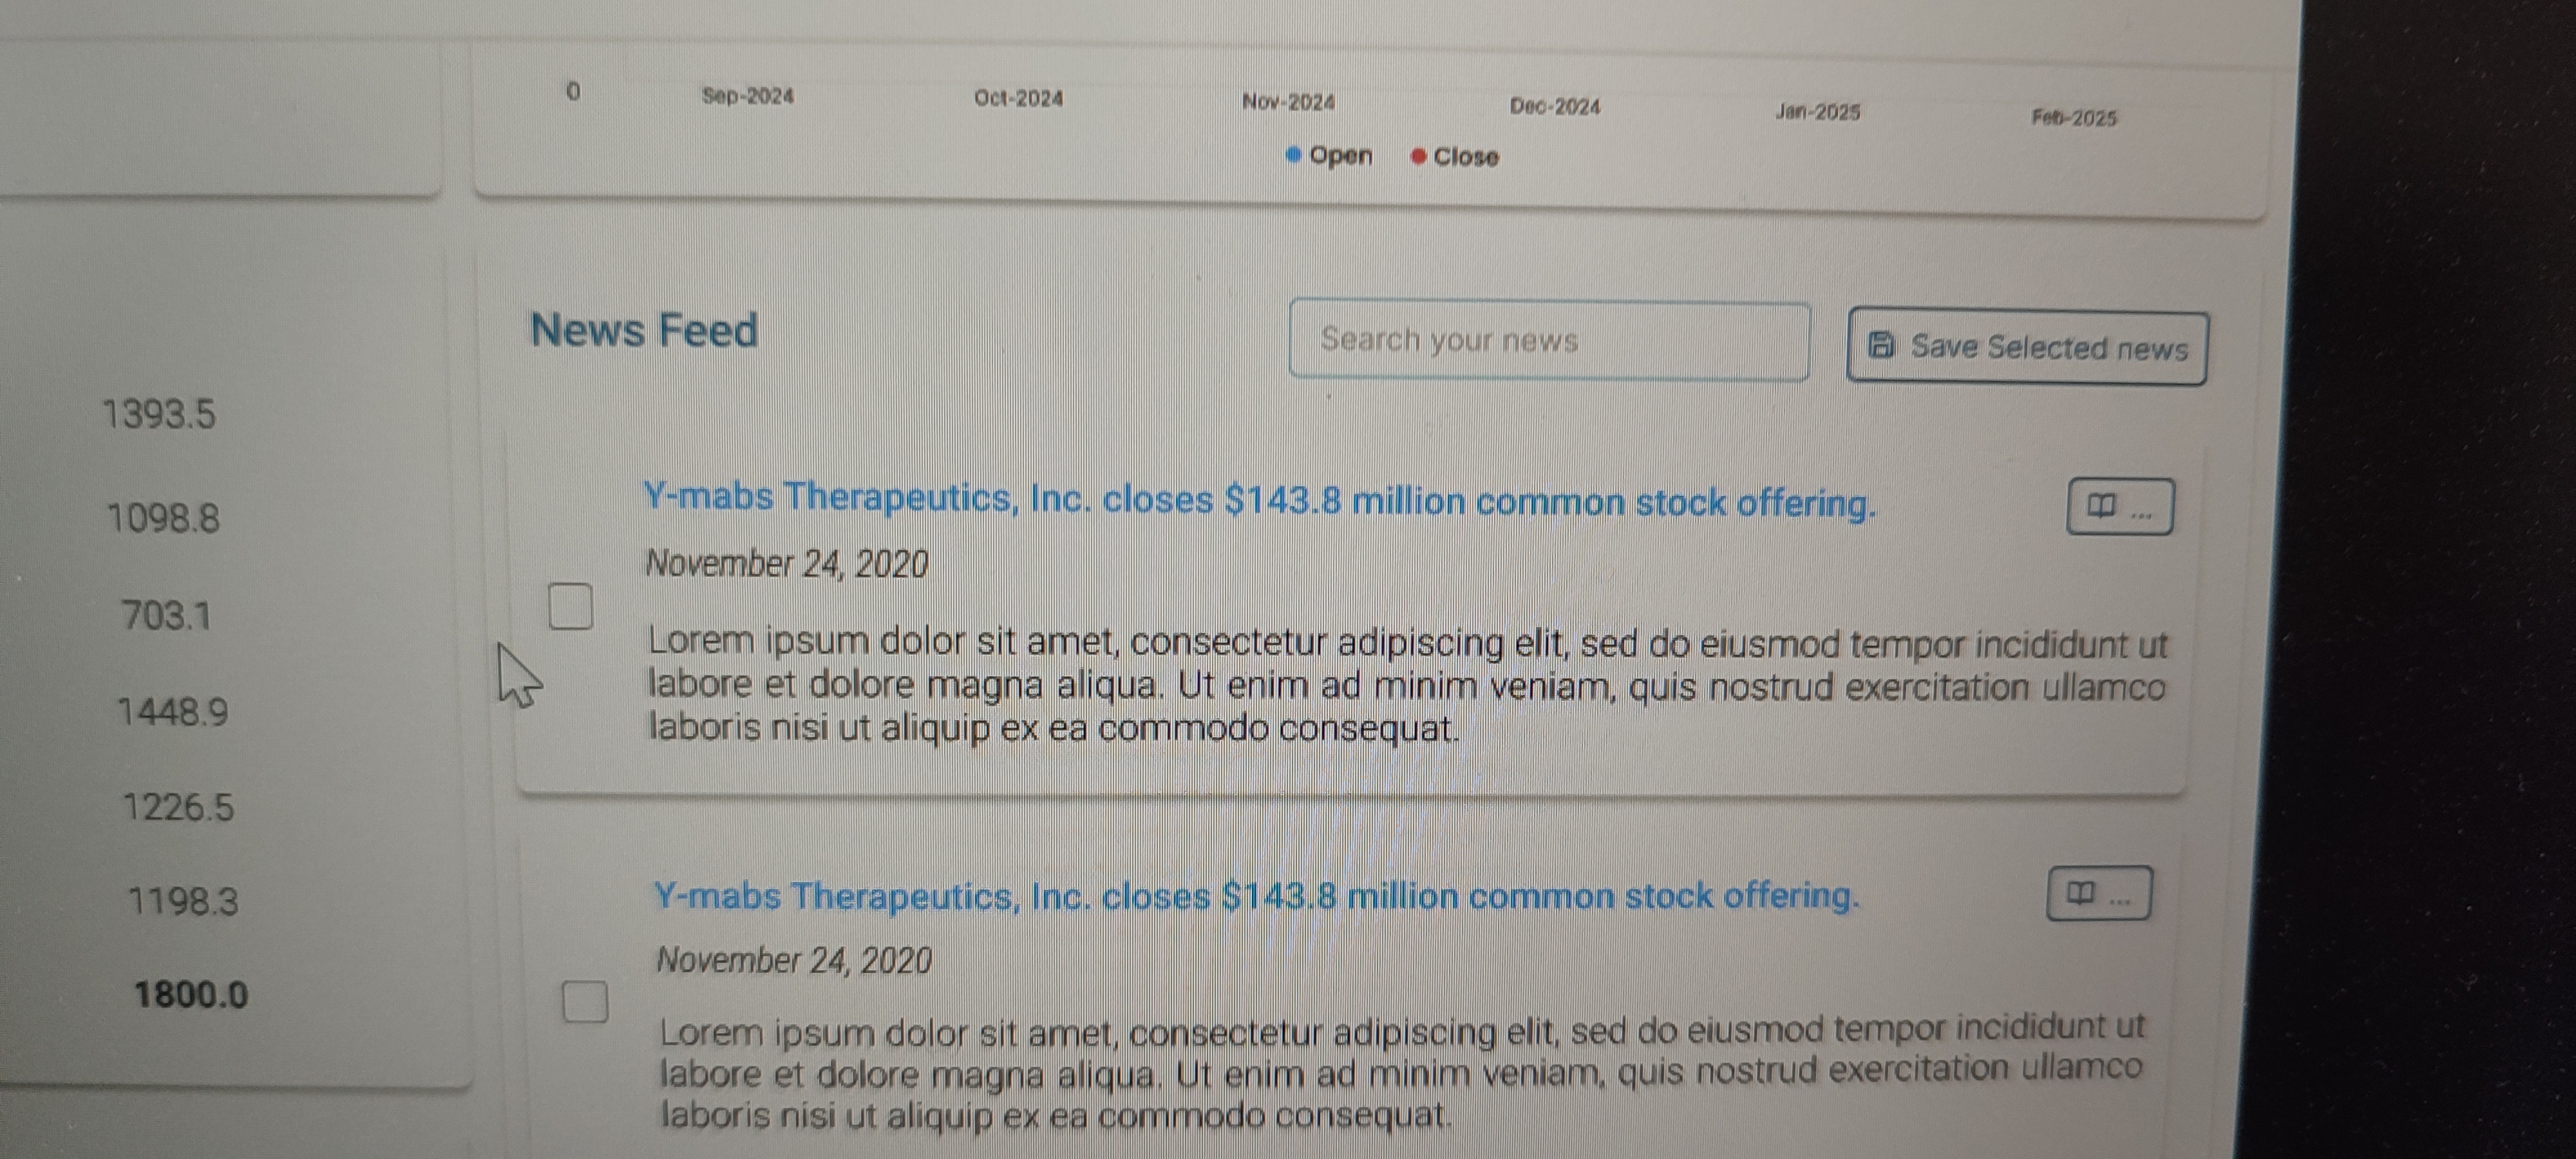 0
Sep-2024
Oct-2024
Nov-2024
Dec-2024
Jan-2025
Feb-2025
Open
Close
1393.5
1098.8
703.1
1448.9
1226.5
1198.3
1800.0
News Feed
Search your news
Save Selected news
Y-mabs Therapeutics, Inc. closes $143.8 million common stock offering.
...
November 24, 2020
Lorem ipsum dolor sit amet, consectetur adipiscing elit, sed do eiusmod tempor incididunt ut
labore et dolore magna aliqua. Ut enim ad minim veniam, quis nostrud exercitation ullamco
laboris nisi ut aliquip ex ea commodo consequat.
Y-mabs Therapeutics, Inc. closes $143.8 million common stock offering.
...
November 24, 2020
Lorem ipsum dolor sit amet, consectetur adipiscing elit, sed do eiusmod tempor incididunt ut
labore et dolore magna aliqua. Ut enim ad minim veniam, quis nostrud exercitation ullamco
laboris nisi ut aliquip ex ea commodo consequat.